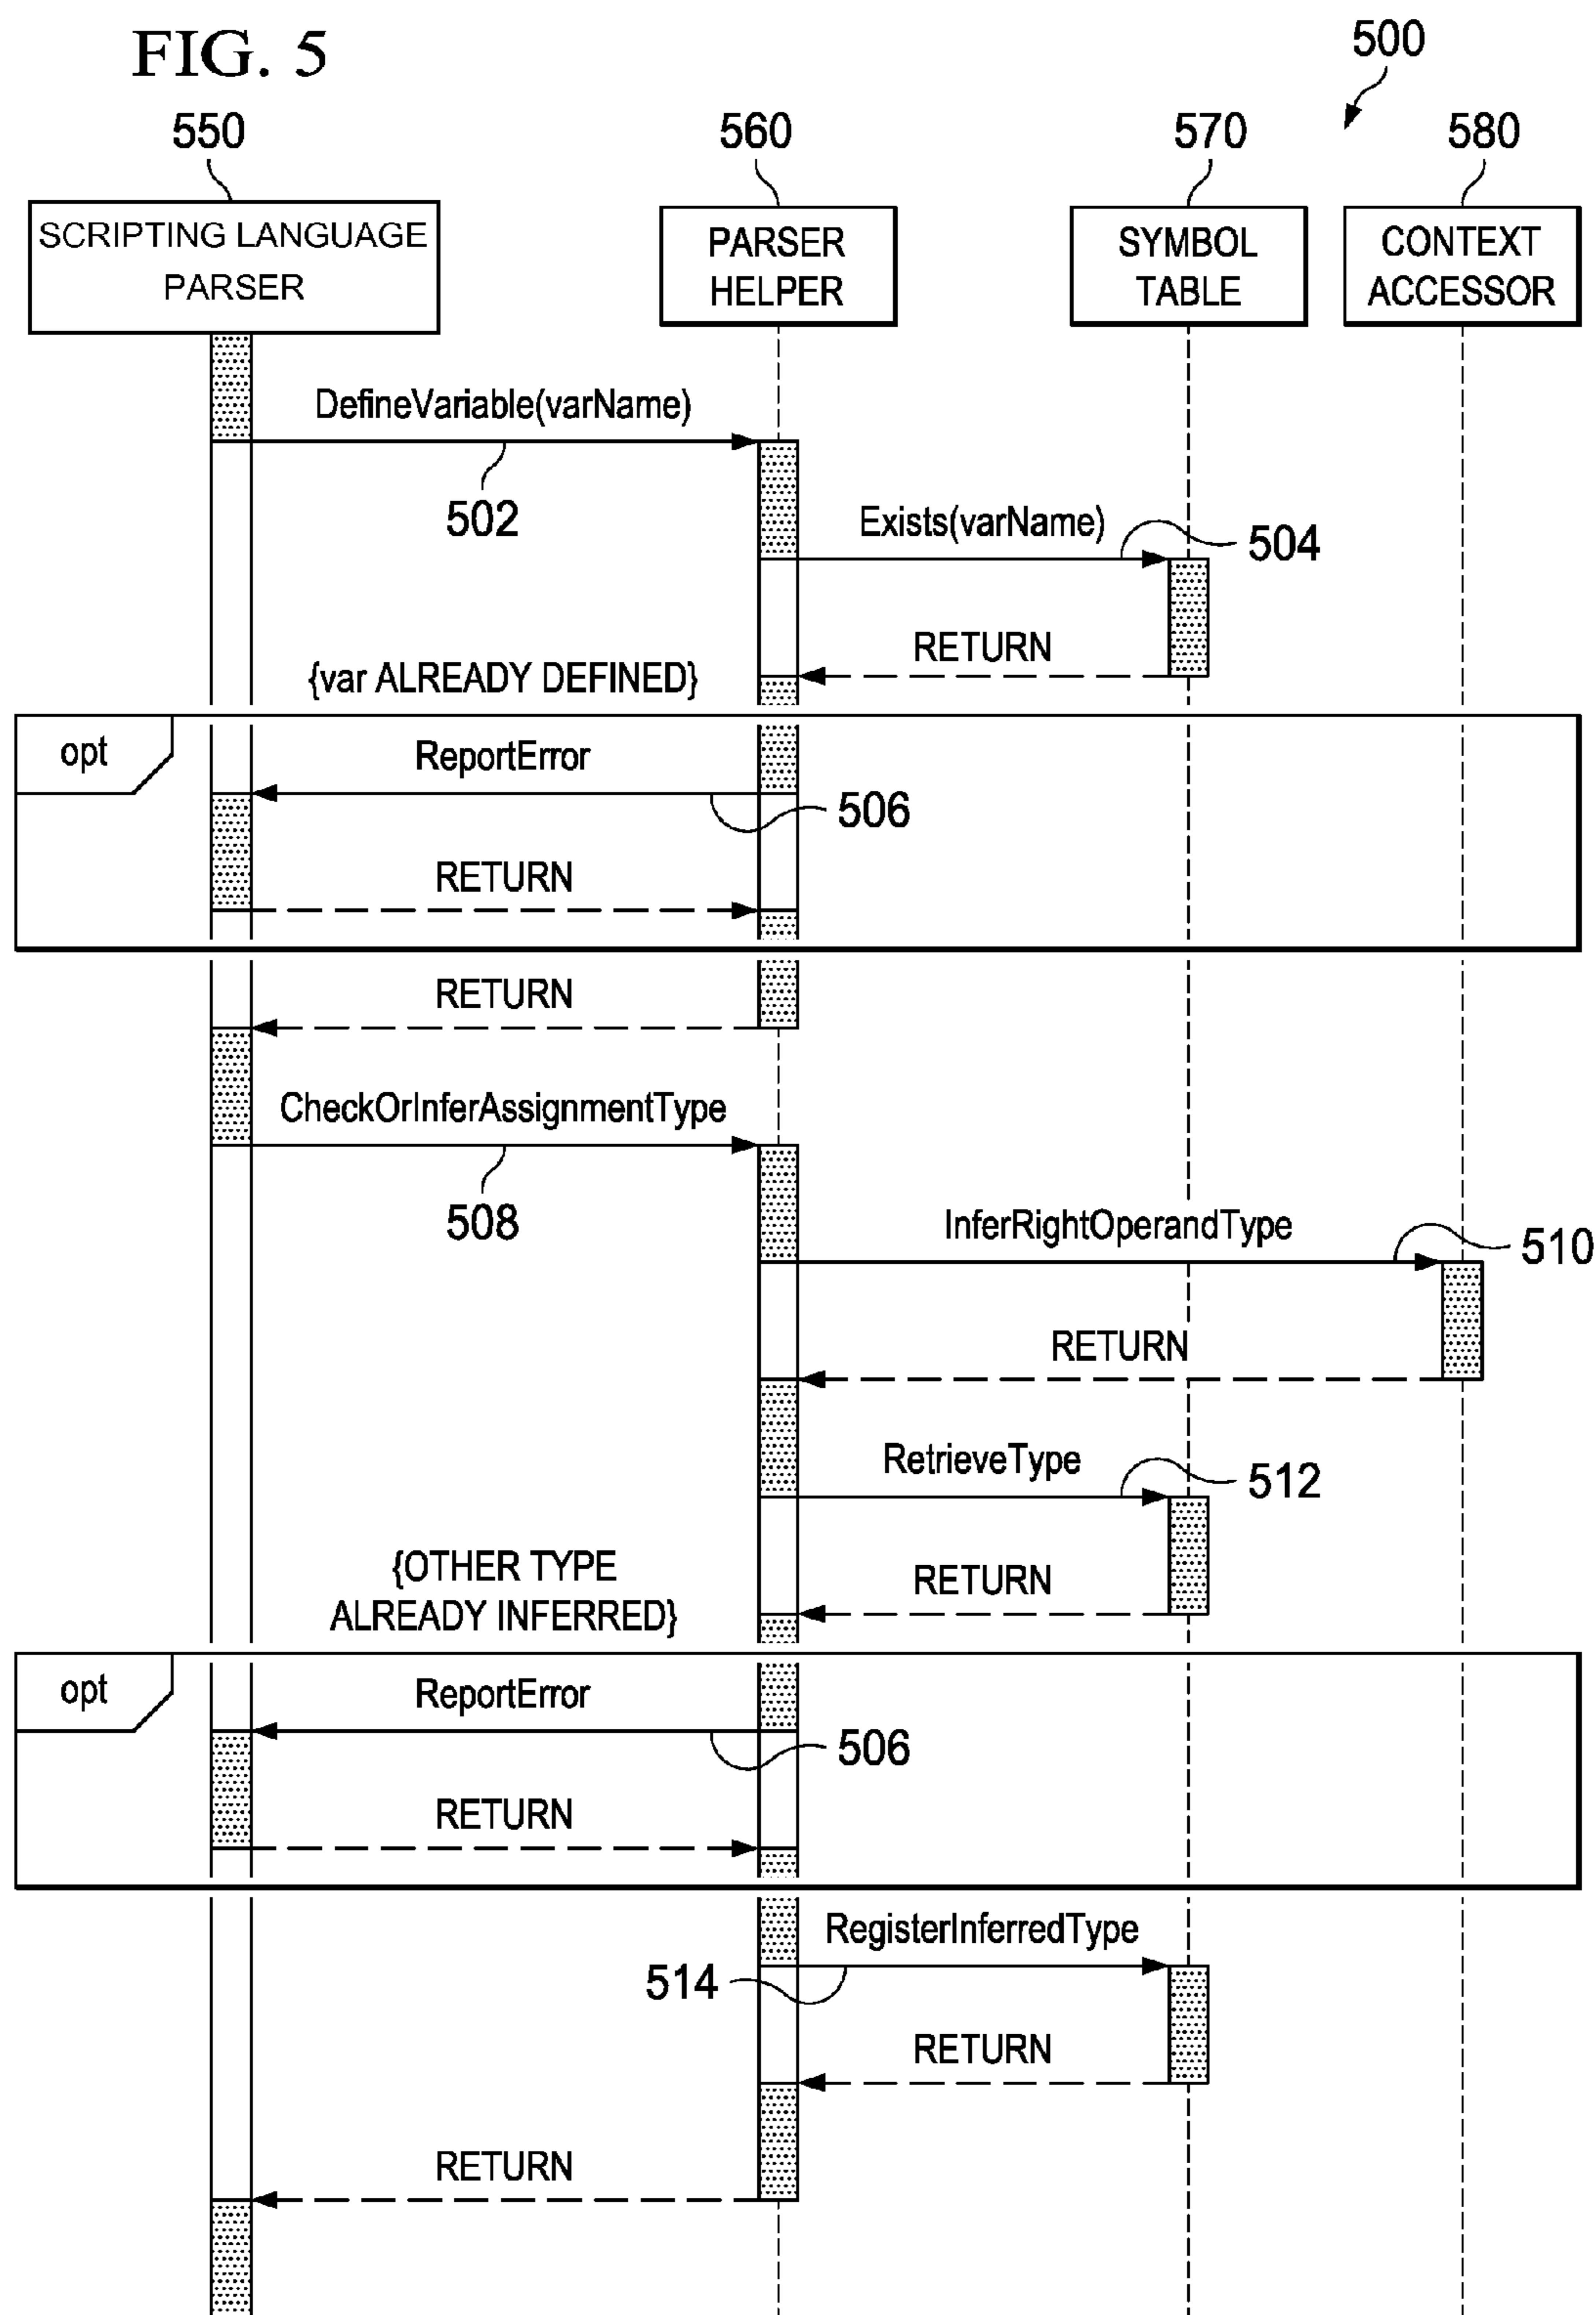 FIG. 5
500
550
560
570
580
SCRIPTING LANGUAGE
PARSER
PARSER
HELPER
SYMBOL
TABLE
CONTEXT
ACCESSOR
DefineVariable(varName)
502
Exists(varName)
504
RETURN
{var ALREADY DEFINED}
opt
ReportError
506
RETURN
RETURN
CheckOrInferAssignmentType
508
InferRightOperandType
510
RETURN
RetrieveType
512
{OTHER TYPE
ALREADY INFERRED}
RETURN
opt
ReportError
506
RETURN
RegisterInferredType
514
RETURN
RETURN